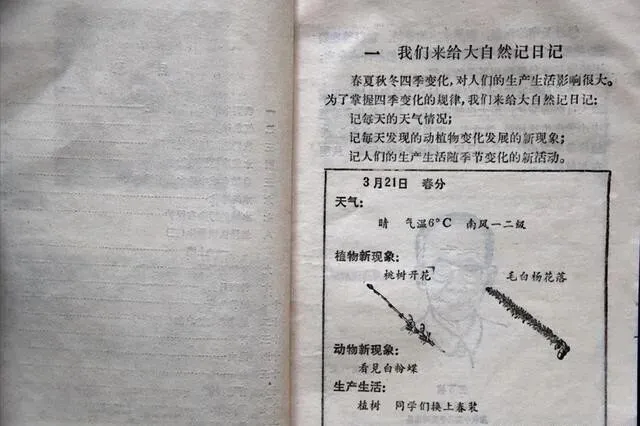 一 我们来给大自然记日记
春夏秋冬四季变化，对人们的生产生活影响很大。
为了掌握四季变化的规律，我们来给大自然记日记：
记每天的天气情况；
记每天发现的动植物变化发展的新现象；
记人们的生产生活随季节变化的新活动。
3月21日 春分
天气：
晴 气温6°C 南风一二级
植物新现象：
桃树开花 毛白杨花落
动物新现象：
看见白粉蝶
生产生活：
植树 同学们换上春装